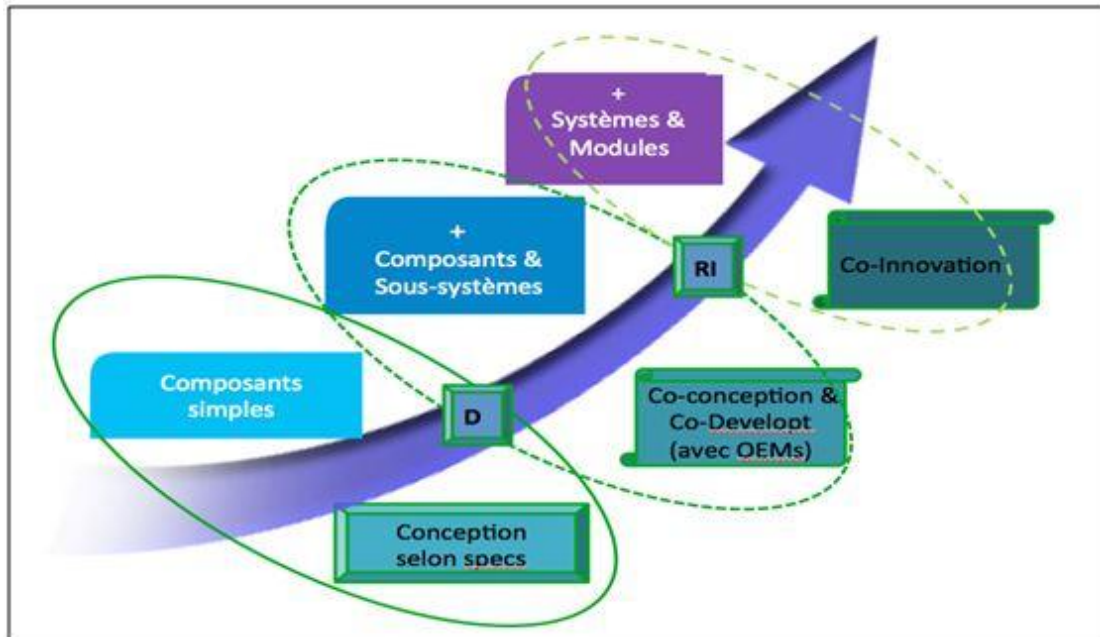 +
Systèmes &
Modules
+
Composants &
Sous-systèmes
RI
Co-Innovation
Composants
simples
D
Co-conception &
Co-Developt
(avec OEMs)
Conception
selon specs